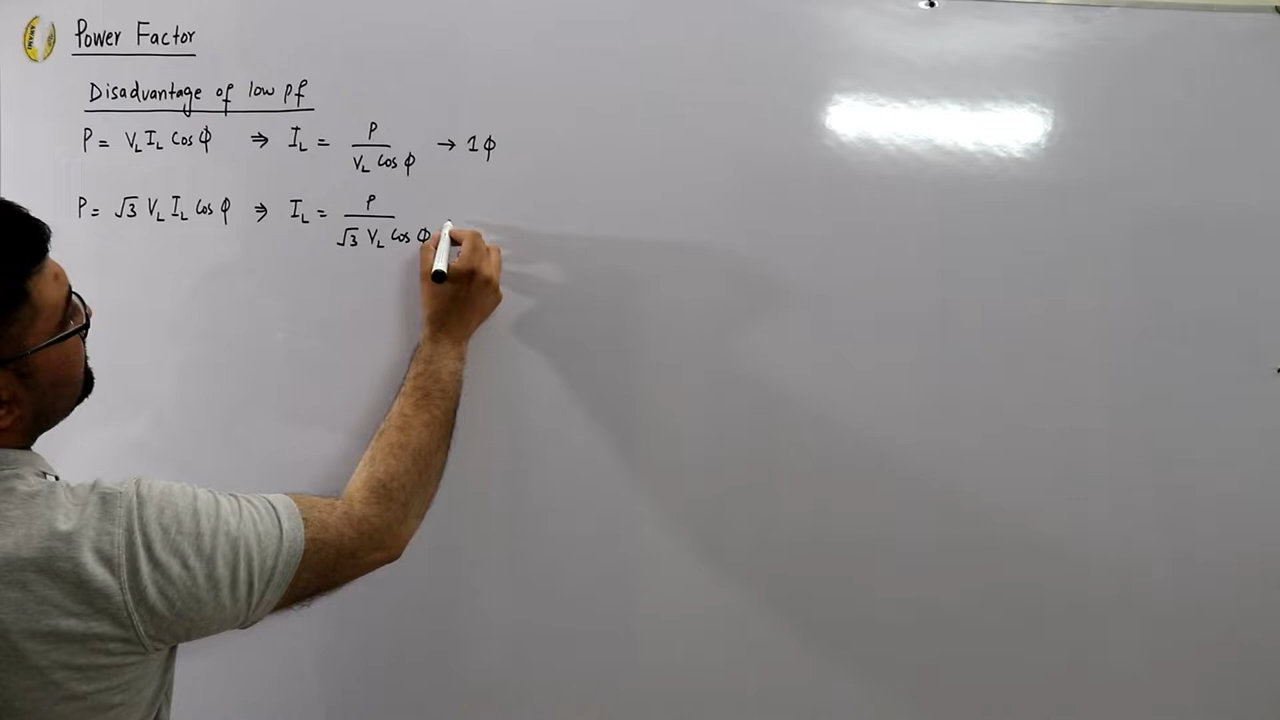 Power Factor
Disadvantage of low pf
P = V_L I_L Cos φ ⇒ I_L = P / (V_L Cos φ) → 1 φ
P = √3 V_L I_L Cos φ ⇒ I_L = P / (√3 V_L Cos φ)